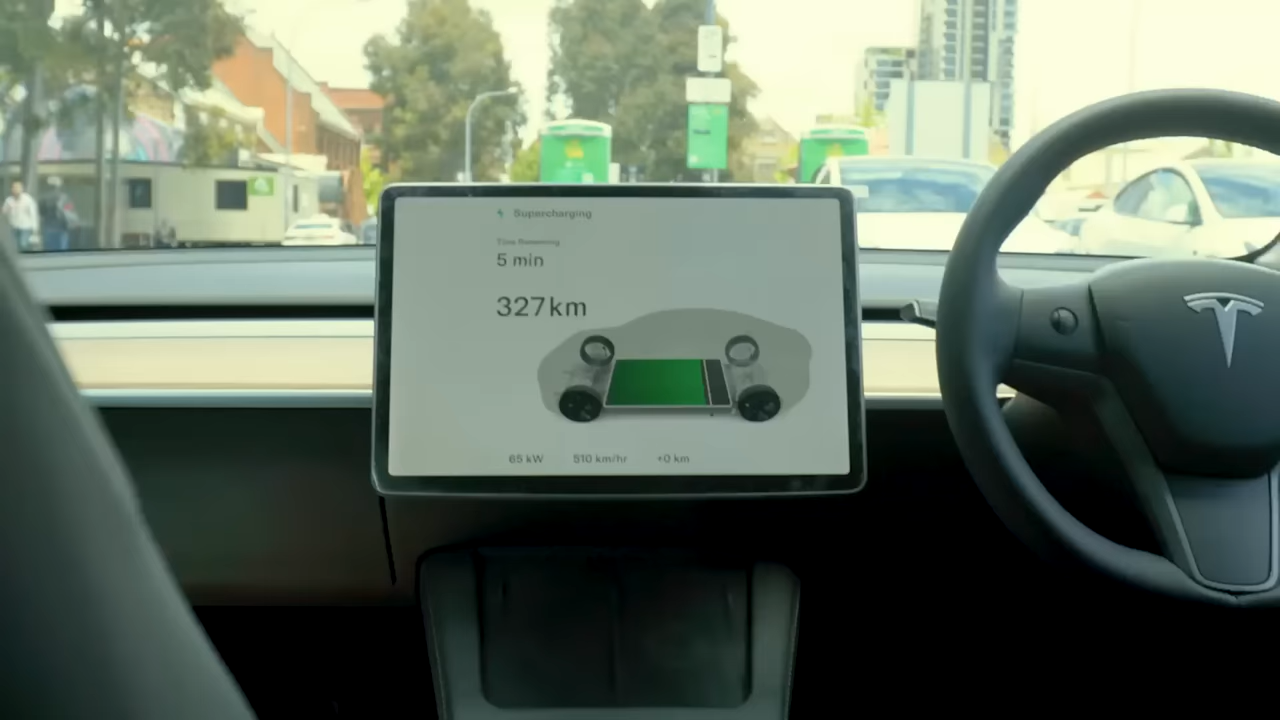 Supercharging
Time Remaining
5 min
327km
65 kW 510 km/hr +0 km